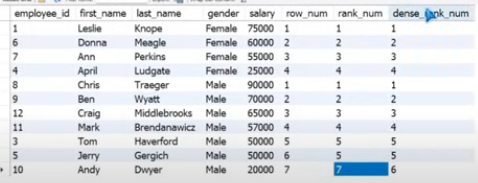 employee_id first_name last_name gender salary row_num rank_num dense_rank_num
1 Leslie Knope Female 75000 1 1 1
6 Donna Meagle Female 60000 2 2 2
7 Ann Perkins Female 55000 3 3 3
4 April Ludgate Female 25000 4 4 4
8 Chris Traeger Male 90000 1 1 1
9 Ben Wyatt Male 70000 2 2 2
12 Craig Middlebrooks Male 65000 3 3 3
11 Mark Brendanawicz Male 57000 4 4 4
3 Tom Haverford Male 50000 5 5 5
5 Jerry Gergich Male 50000 6 5 5
10 Andy Dwyer Male 20000 7 7 6